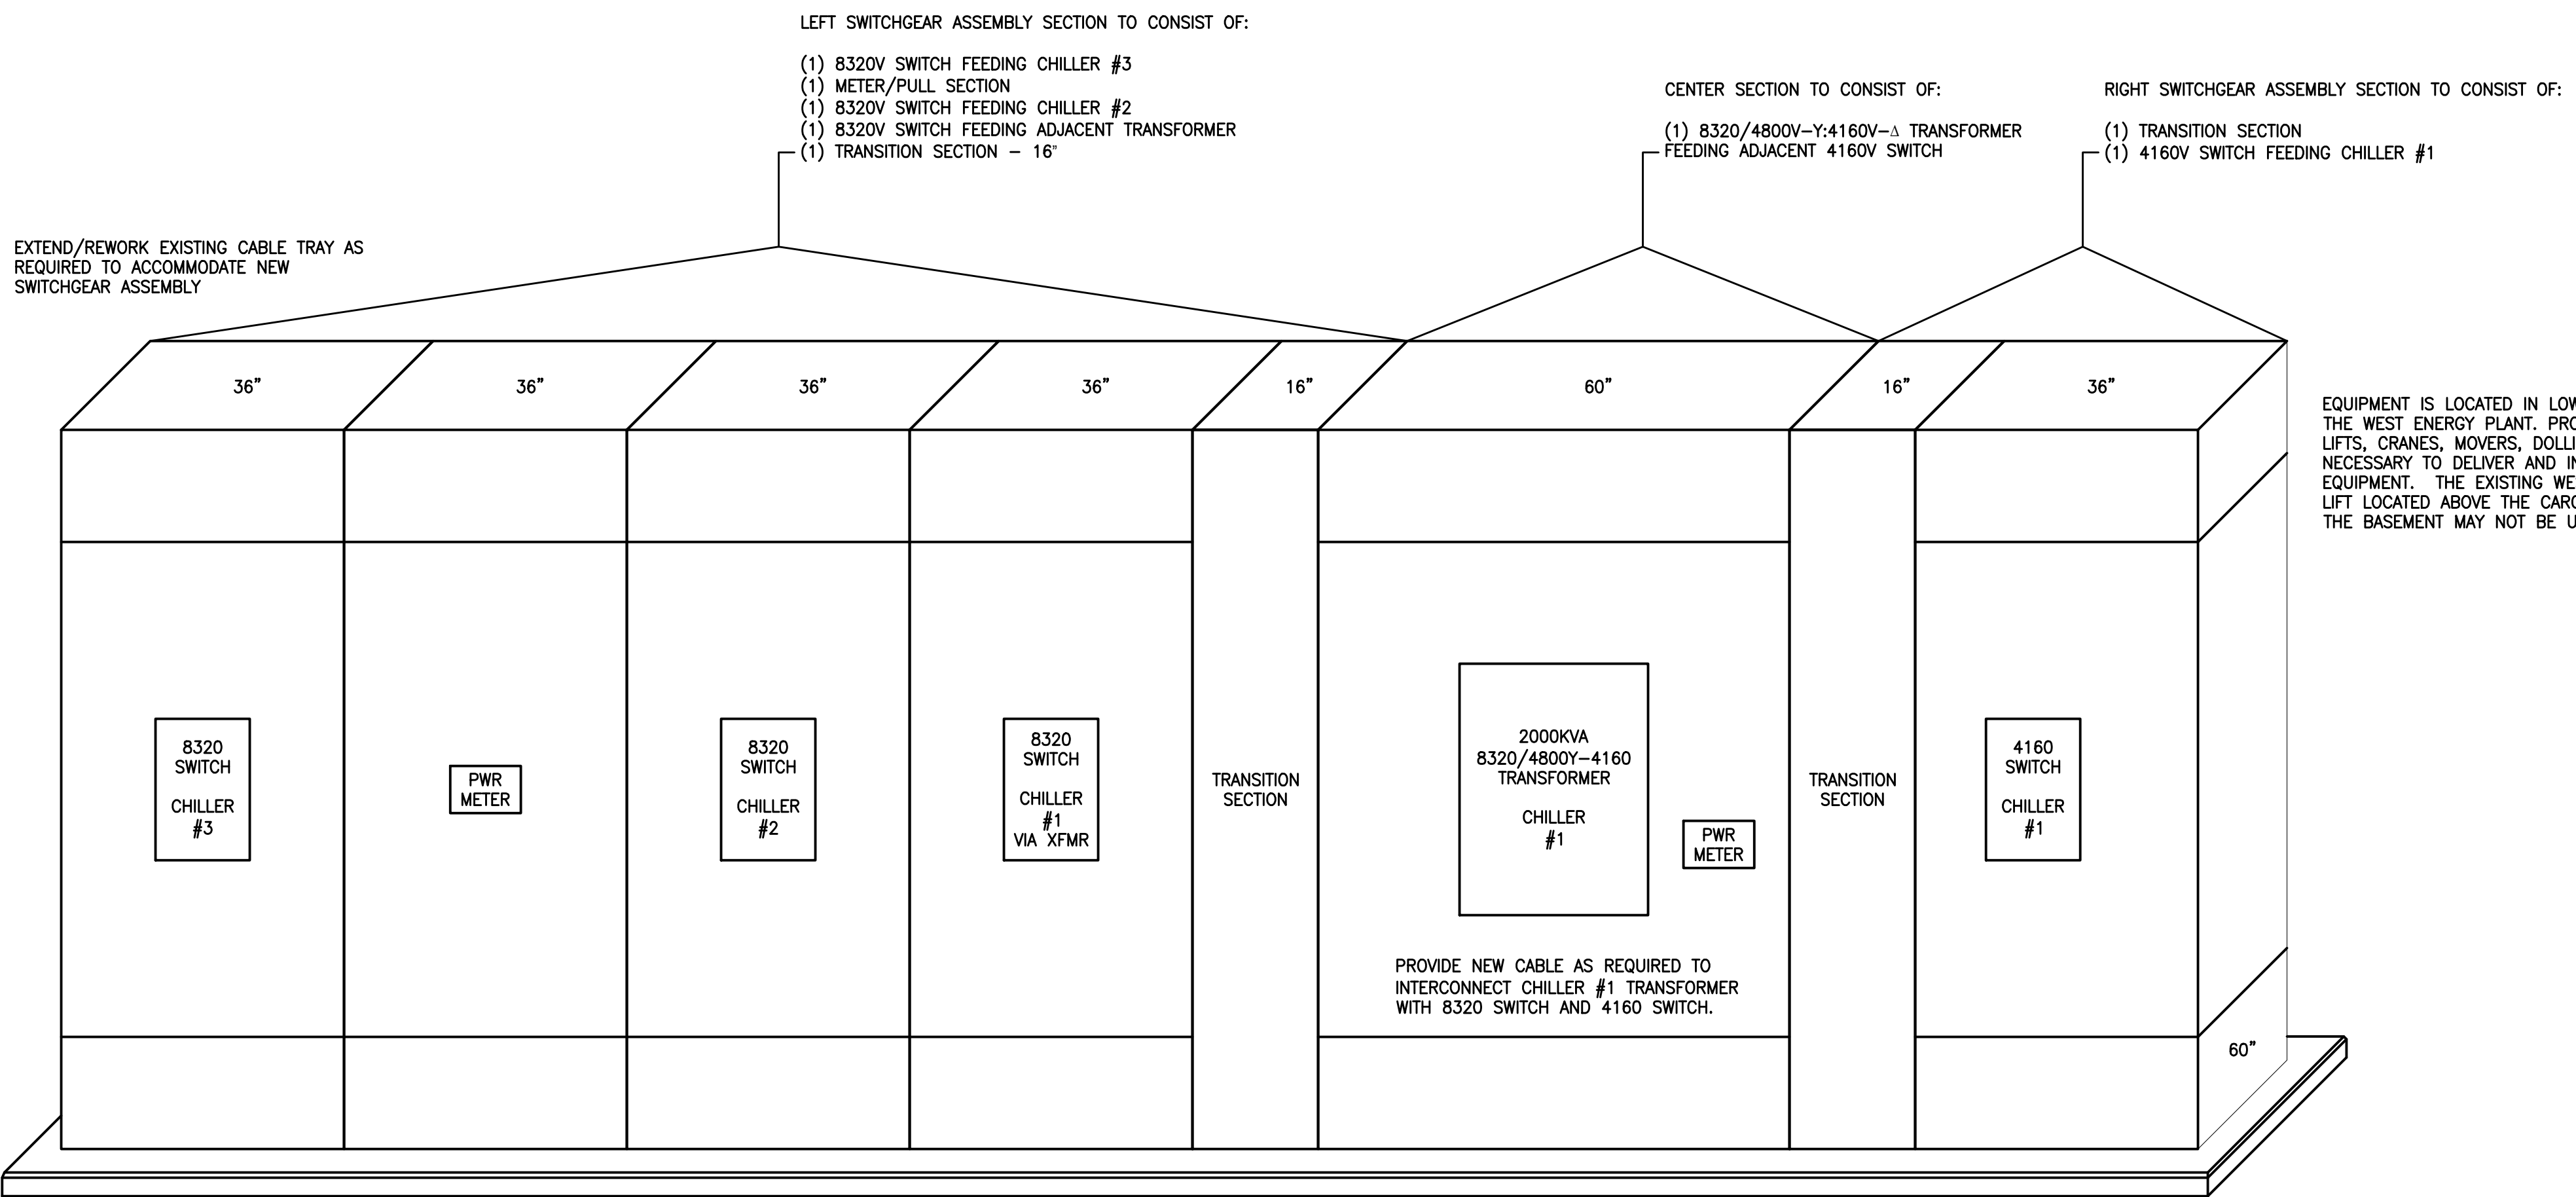 LEFT SWITCHGEAR ASSEMBLY SECTION TO CONSIST OF:
(1) 8320V SWITCH FEEDING CHILLER #3
(1) METER/PULL SECTION
(1) 8320V SWITCH FEEDING CHILLER #2
(1) 8320V SWITCH FEEDING ADJACENT TRANSFORMER
(1) TRANSITION SECTION – 16"
CENTER SECTION TO CONSIST OF:
(1) 8320/4800V–Y:4160V–Δ TRANSFORMER
FEEDING ADJACENT 4160V SWITCH
RIGHT SWITCHGEAR ASSEMBLY SECTION TO CONSIST OF:
(1) TRANSITION SECTION
(1) 4160V SWITCH FEEDING CHILLER #1
EXTEND/REWORK EXISTING CABLE TRAY AS
REQUIRED TO ACCOMMODATE NEW
SWITCHGEAR ASSEMBLY
36"
36"
36"
36"
16"
60"
16"
36"
EQUIPMENT IS LOCATED IN
THE WEST ENERGY PLANT.
LIFTS, CRANES, MOVERS,
NECESSARY TO DELIVER AND
EQUIPMENT. THE EXISTING
LIFT LOCATED ABOVE THE
THE BASEMENT MAY NOT BE
8320
SWITCH
CHILLER
#3
PWR
METER
8320
SWITCH
CHILLER
#2
8320
SWITCH
CHILLER
#1
VIA XFMR
TRANSITION
SECTION
2000KVA
8320/4800Y–4160
TRANSFORMER
CHILLER
#1
PWR
METER
PROVIDE NEW CABLE AS REQUIRED TO
INTERCONNECT CHILLER #1 TRANSFORMER
WITH 8320 SWITCH AND 4160 SWITCH.
TRANSITION
SECTION
4160
SWITCH
CHILLER
#1
60"